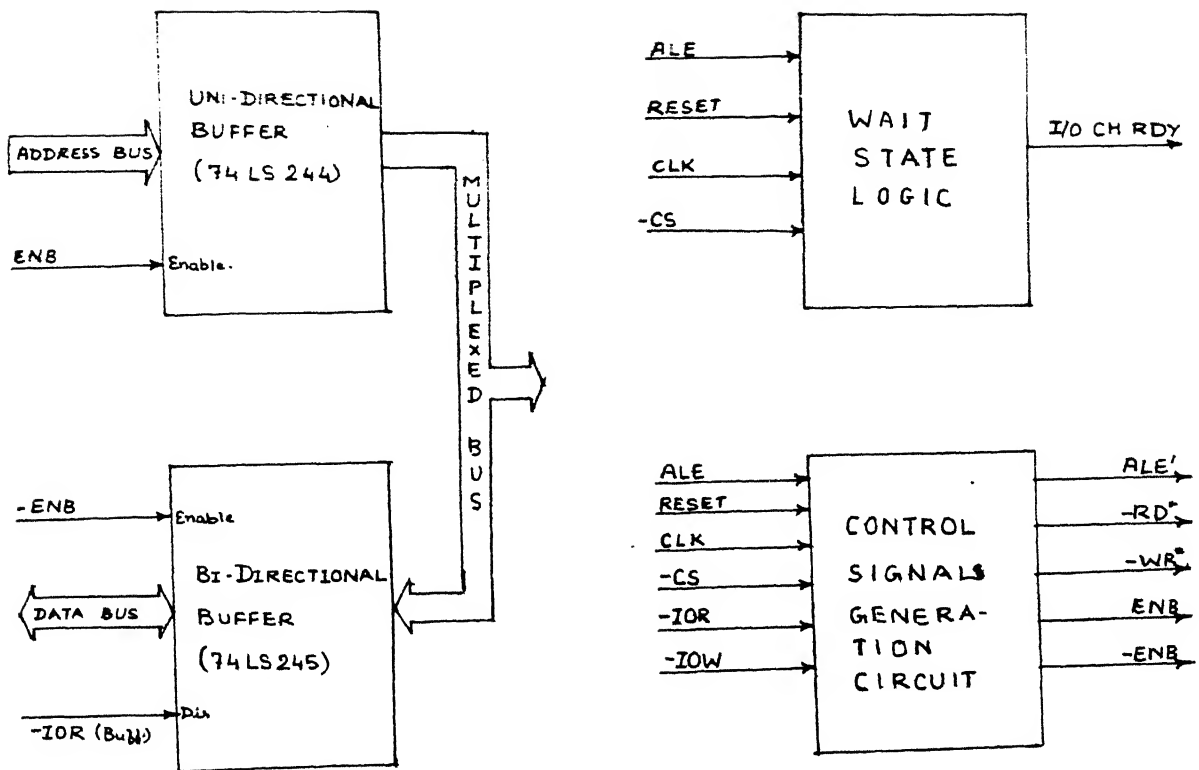 UNI-DIRECTIONAL
BUFFER
(74 LS 244)
ADDRESS BUS
ENB
Enable.
MULTIPLEXED BUS
-ENB
Enable
BI-DIRECTIONAL
BUFFER
(74 LS 245)
DATA BUS
-IOR (Buff)
Dir
ALE
RESET
CLK
-CS
WAIT
STATE
LOGIC
I/O CH RDY
ALE
RESET
CLK
-CS
-IOR
-IOW
CONTROL
SIGNALS
GENERA-
TION
CIRCUIT
ALE'
-RD*
-WR*
ENB
-ENB